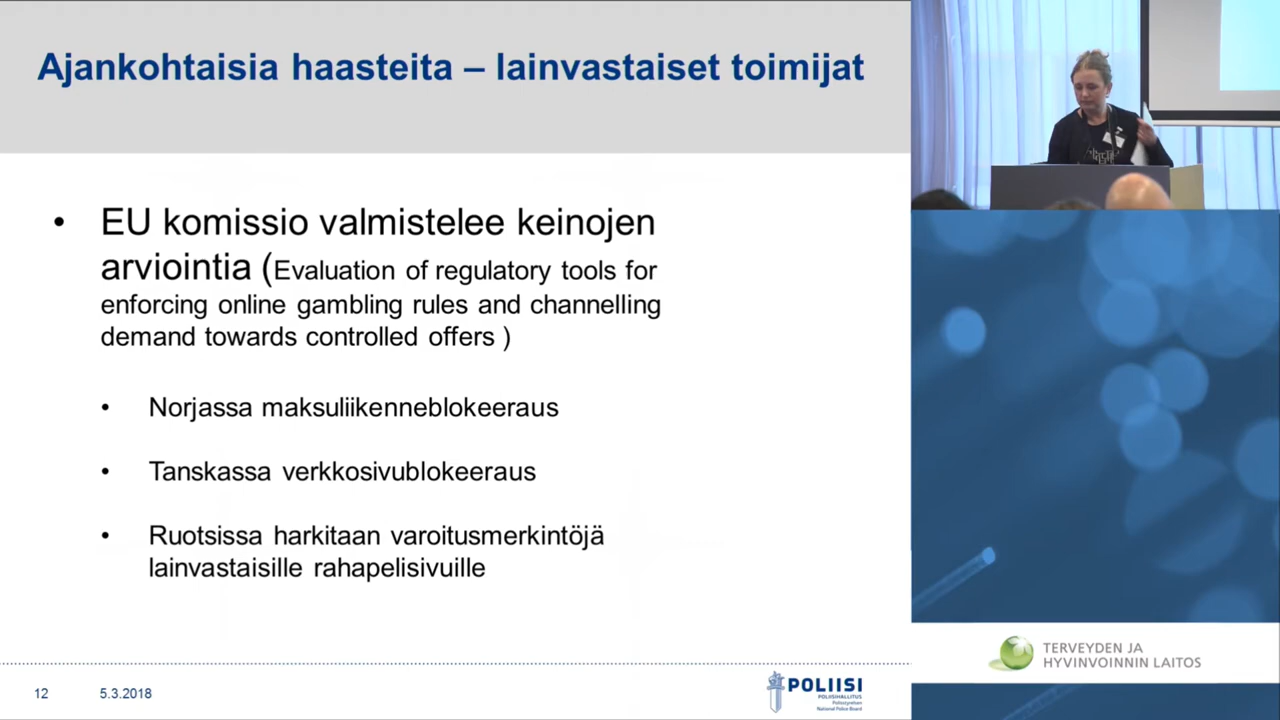 Ajankohtaisia haasteita – lainvastaiset toimijat
• EU komissio valmistelee keinojen
arviointia (Evaluation of regulatory tools for
enforcing online gambling rules and channelling
demand towards controlled offers )
• Norjassa maksuliikenneblokeeraus
• Tanskassa verkkosivublokeeraus
• Ruotsissa harkitaan varoitusmerkintöjä
lainvastaisille rahapelisivuille
12 5.3.2018
POLIISI
POLIISIHALLITUS
Polisstyrelsen
National Police Board
TERVEYDEN JA
HYVINVOINNIN LAITOS